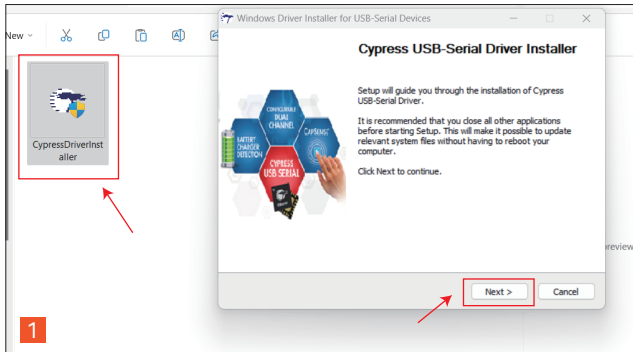 New
Windows Driver Installer for USB-Serial Devices
Cypress USB-Serial Driver Installer
Setup will guide you through the installation of Cypress
USB-Serial Driver.
It is recommended that you close all other applications
before starting Setup. This will make it possible to update
relevant system files without having to reboot your
computer.
Click Next to continue.
CONFIGURABLE
DUAL
CHANNEL
CAPSENSE
BATTERY
CHARGER
DETECTION
CYPRESS
USB SERIAL
CypressDriverInst
aller
preview
Next >
Cancel
1